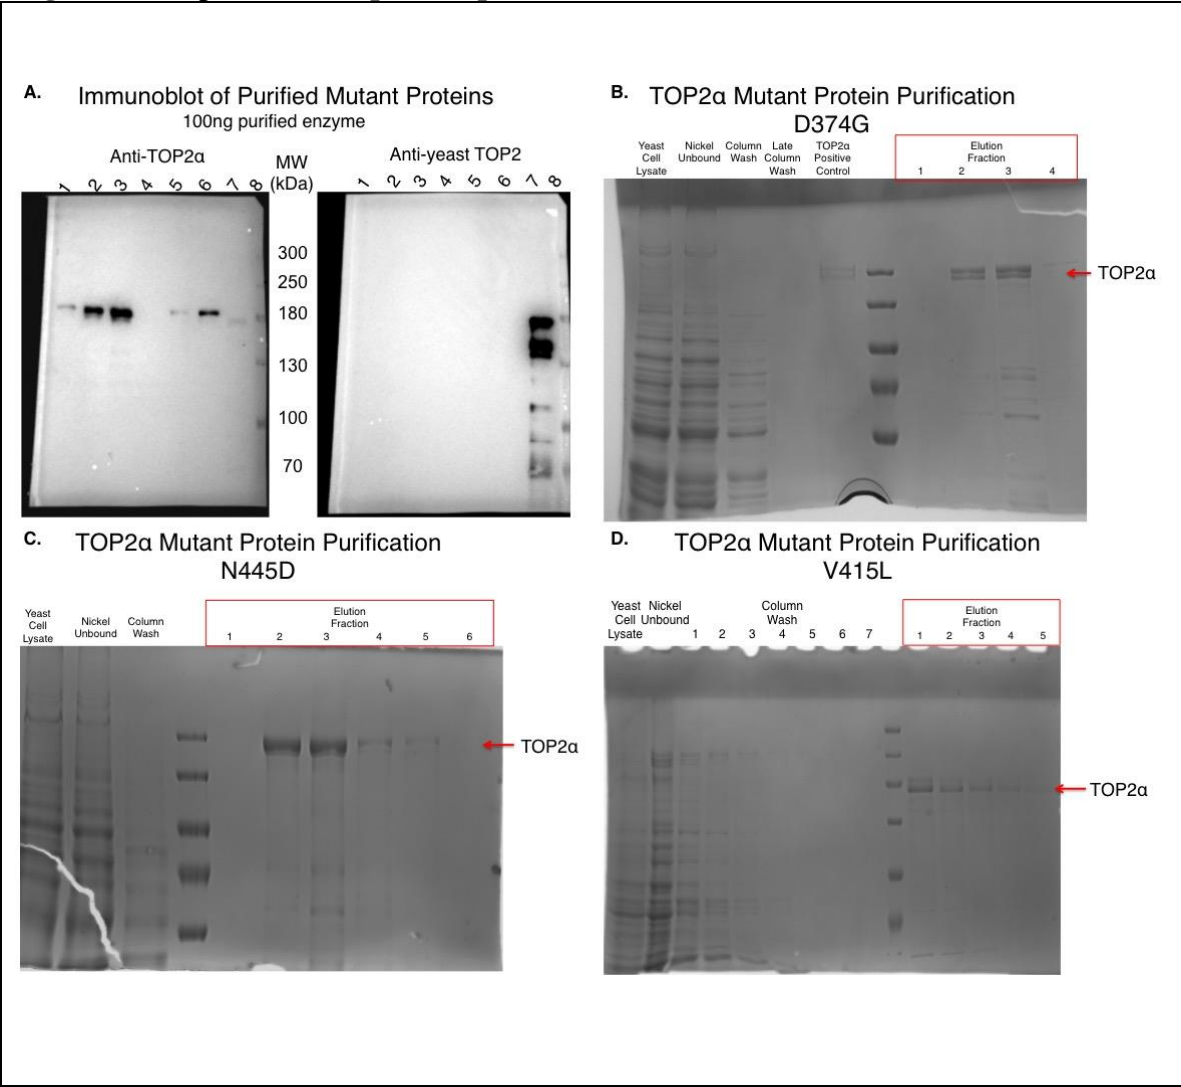 A.
Immunoblot of Purified Mutant Proteins
100ng purified enzyme
Anti-TOP2α
1 2 3 4 5 6 7 8
MW
(kDa)
Anti-yeast TOP2
1 2 3 4 5 6 7 8
300
250
180
130
100
70
B.
TOP2α Mutant Protein Purification
D374G
Yeast
Cell
Lysate
Nickel
Unbound
Column
Wash
Late
Column
Wash
TOP2α
Positive
Control
Elution
Fraction
1 2 3 4
TOP2α
C.
TOP2α Mutant Protein Purification
N445D
Yeast
Cell
Lysate
Nickel
Unbound
Column
Wash
Elution
Fraction
1 2 3 4 5 6
TOP2α
D.
TOP2α Mutant Protein Purification
V415L
Yeast
Cell
Lysate
Nickel
Unbound
Column
Wash
1 2 3 4 5 6 7
Elution
Fraction
1 2 3 4 5
TOP2α